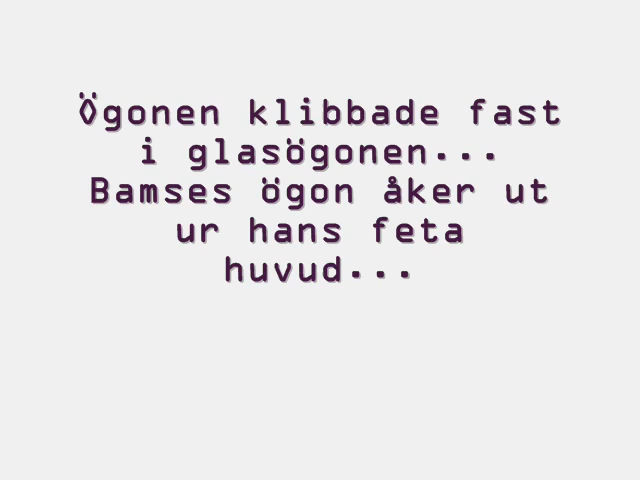 Ögonen klibbade fast
i glasögonen...
Bamses ögon åker ut
ur hans feta
huvud...